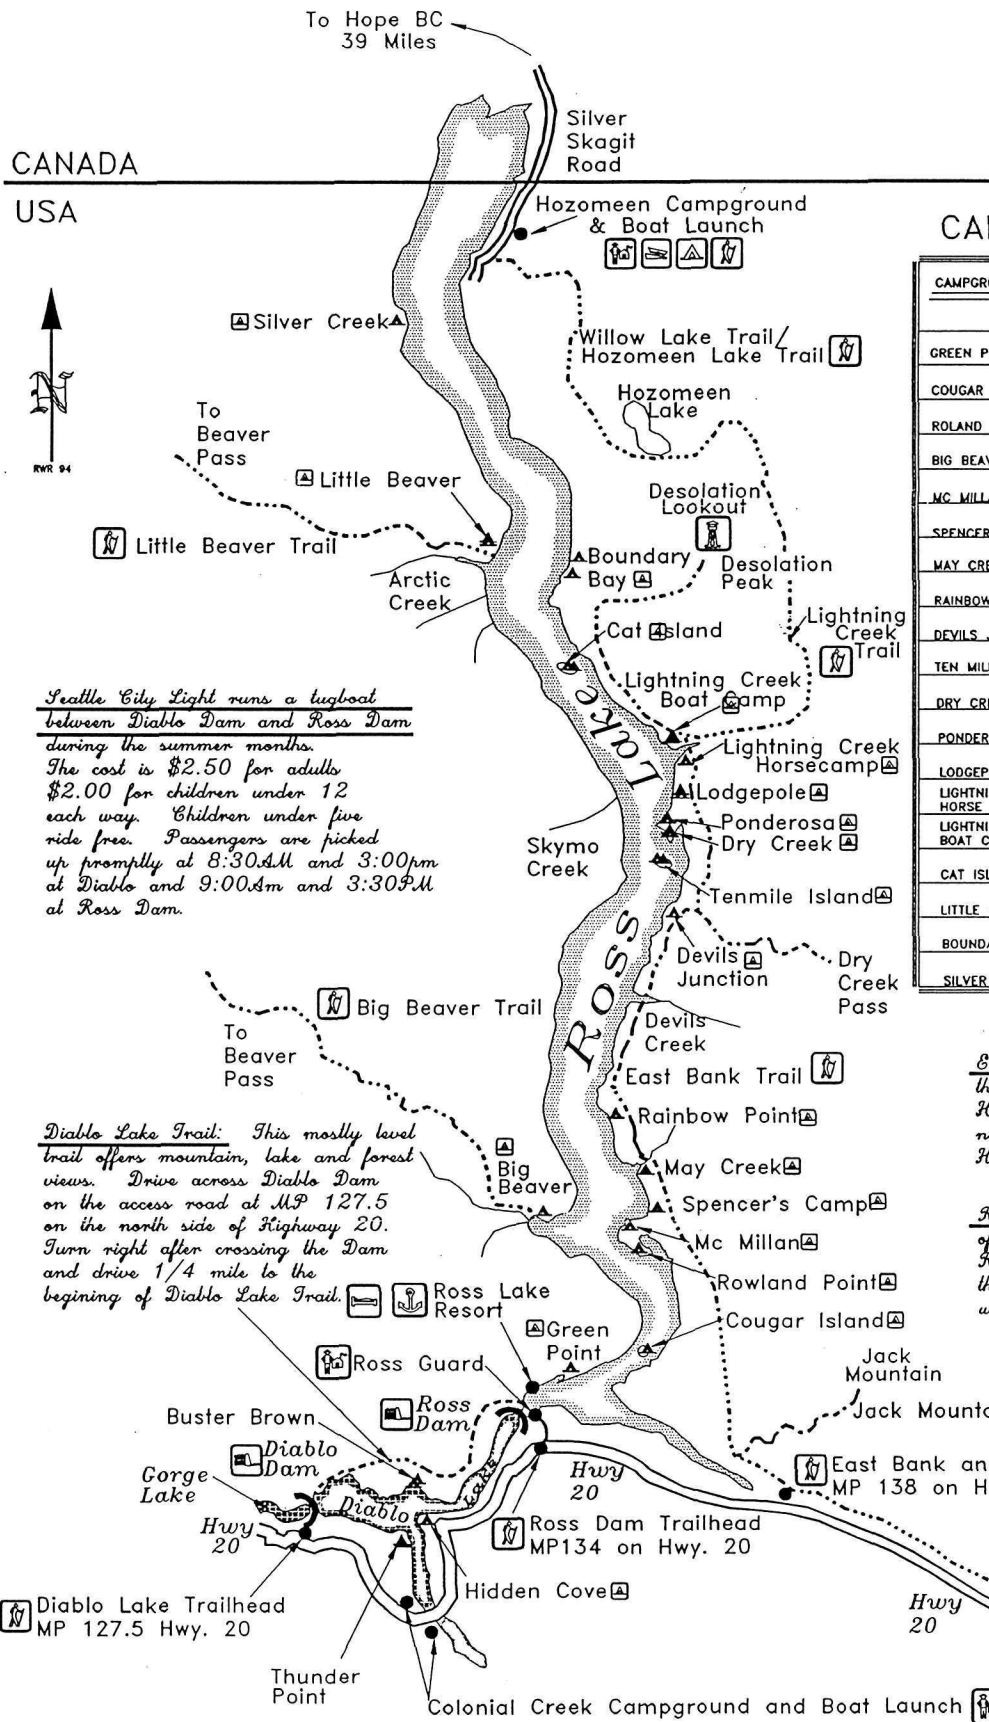 To Hope BC
39 Miles
Silver
Skagit
Road
CANADA
USA
Hozomeen Campground
& Boat Launch
Silver Creek
N
RWR 94
Willow Lake Trail/
Hozomeen Lake Trail
Hozomeen
Lake
To
Beaver
Pass
Little Beaver
Little Beaver Trail
Desolation
Lookout
Desolation
Peak
Boundary
Bay
Arctic
Creek
Cat Island
Lightning
Creek
Trail
Lightning Creek
Boat Camp
Seattle City Light runs a tugboat
between Diablo Dam and Ross Dam
during the summer months.
The cost is $2.50 for adults
$2.00 for children under 12
each way. Children under five
ride free. Passengers are picked
up promptly at 8:30AM and 3:00pm
at Diablo and 9:00Am and 3:30PM
at Ross Dam.
Lightning Creek
Horsecamp
Lodgepole
Ponderosa
Dry Creek
Skymo
Creek
Tenmile Island
Ross Lake
Devils
Junction
Dry
Creek
Pass
Big Beaver Trail
To
Beaver
Pass
Devils
Creek
East Bank Trail
Rainbow Point
Diablo Lake Trail: This mostly level
trail offers mountain, lake and forest
views. Drive across Diablo Dam
on the access road at MP 127.5
on the north side of Highway 20.
Turn right after crossing the Dam
and drive 1/4 mile to the
begining of Diablo Lake Trail.
Big
Beaver
May Creek
Spencer's Camp
Mc Millan
Rowland Point
Ross Lake
Resort
Green
Point
Cougar Island
Ross Guard
Ross
Dam
Jack
Mountain
Jack Mounta
Buster Brown
Diablo
Dam
Gorge
Lake
Diablo Lake
Hwy
20
Hwy
20
East Bank an
MP 138 on H
Ross Dam Trailhead
MP134 on Hwy. 20
Hidden Cove
Diablo Lake Trailhead
MP 127.5 Hwy. 20
Hwy
20
Thunder
Point
Colonial Creek Campground and Boat Launch
CA
CAMPGR
GREEN P
COUGAR
ROLAND
BIG BEAV
MC MILL
SPENCER
MAY CRE
RAINBOW
DEVILS J
TEN MIL
DRY CRE
PONDER
LODGEP
LIGHTNI
HORSE
LIGHTNI
BOAT C
CAT ISL
LITTLE
BOUNDA
SILVER